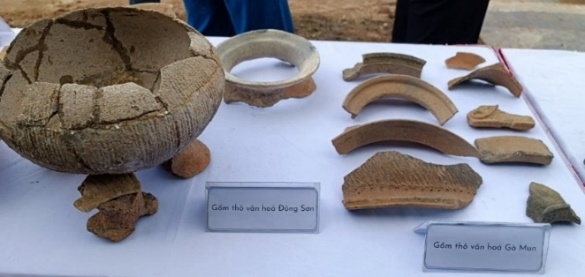 Gốm thô văn hoá Đông Sơn
Gốm thô văn hoá Gò Mun